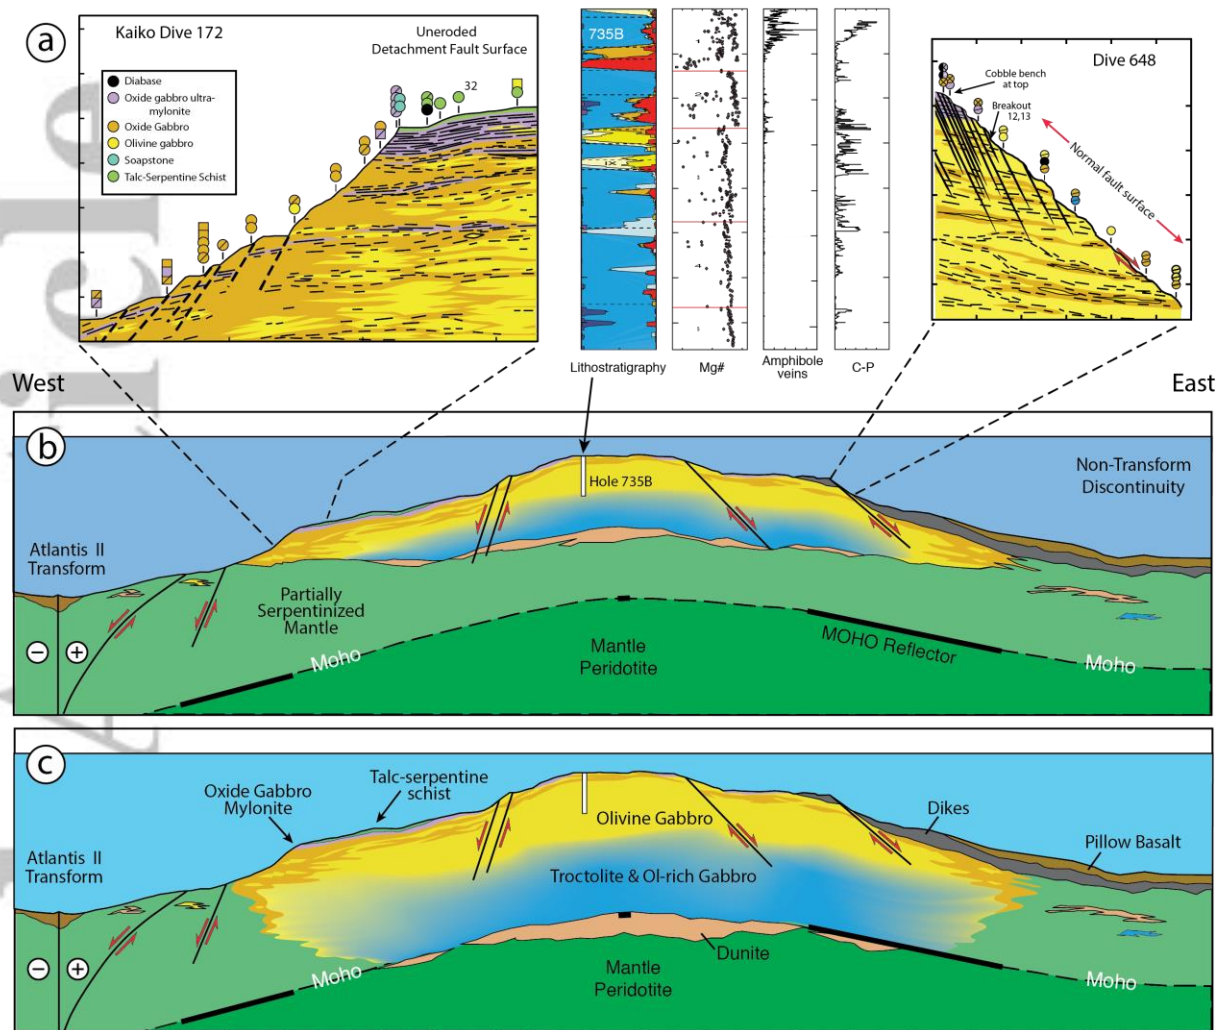 a
Kaiko Dive 172
Uneroded
Detachment Fault Surface
Diabase
Oxide gabbro ultra-
mylonite
Oxide Gabbro
Olivine gabbro
Soapstone
Talc-Serpentine Schist
32
735B
IX
Lithostratigraphy
Mg#
Amphibole
veins
C-P
Dive 648
Cobble bench
at top
Breakout
12,13
Normal fault surface
West
East
b
Hole 735B
Non-Transform
Discontinuity
Atlantis II
Transform
Partially
Serpentinized
Mantle
Moho
Mantle
Peridotite
MOHO Reflector
Moho
−
+
c
Oxide Gabbro
Mylonite
Talc-serpentine
schist
Olivine Gabbro
Dikes
Pillow Basalt
Atlantis II
Transform
Troctolite & Ol-rich Gabbro
Dunite
Moho
Mantle
Peridotite
Moho
−
+